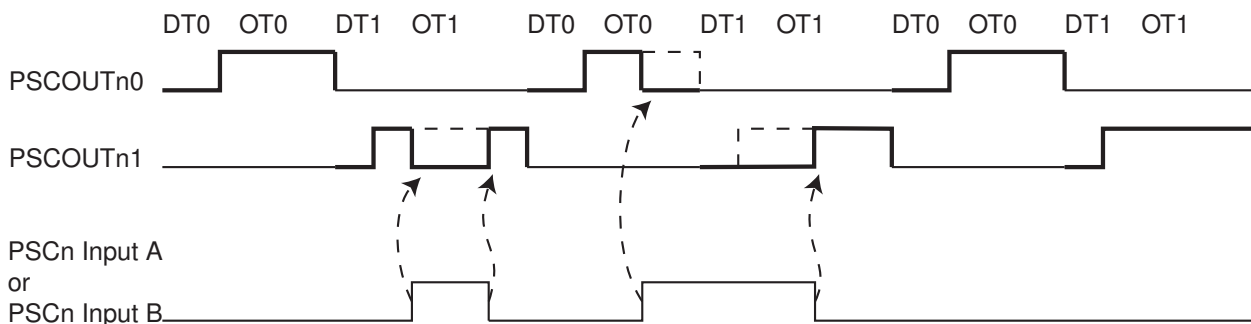 DT0 OT0 DT1 OT1 DT0 OT0 DT1 OT1 DT0 OT0 DT1 OT1
PSCOUTn0
PSCOUTn1
PSCn Input A
or
PSCn Input B